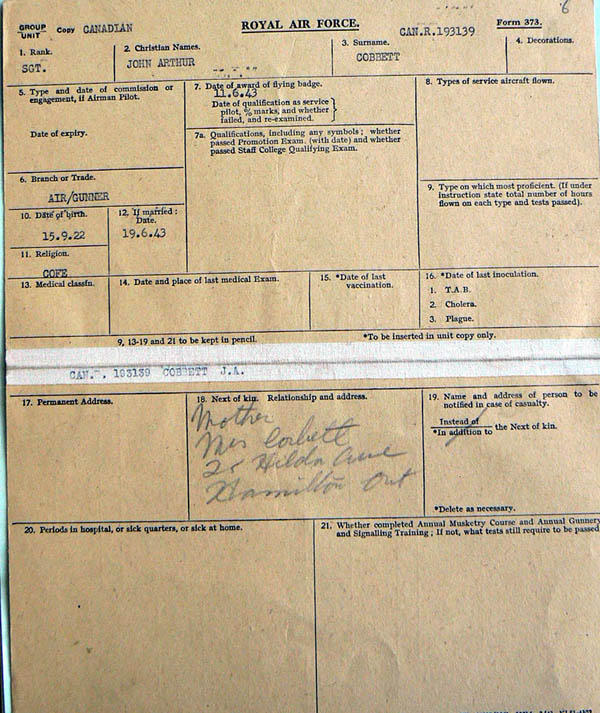 6
GROUP Copy CANADIAN
UNIT
ROYAL AIR FORCE.
CAN.R.193139
Form 373.
1. Rank.
SGT.
2. Christian Names.
JOHN ARTHUR
3. Surname.
COBBETT
4. Decorations.
5. Type and date of commission or
engagement, if Airman Pilot.
Date of expiry.
7. Date of award of flying badge.
11.6.43
Date of qualification as service
pilot, % marks, and whether
failed, and re-examined.
8. Types of service aircraft flown.
7a. Qualifications, including any symbols; whether
passed Promotion Exam. (with date) and whether
passed Staff College Qualifying Exam.
6. Branch or Trade.
AIR/GUNNER
9. Type on which most proficient. (If under
instruction state total number of hours
flown on each type and tests passed).
10. Date of birth.
15.9.22
12. If married:
Date.
19.6.43
11. Religion.
COFE
13. Medical classfn.
14. Date and place of last medical Exam.
15. *Date of last
vaccination.
16. *Date of last inoculation.
1. T.A.B.
2. Cholera.
3. Plague.
9, 13-19 and 21 to be kept in pencil.
*To be inserted in unit copy only.
CAN.R. 193139 COBBETT J.A.
17. Permanent Address.
18. Next of kin. Relationship and address.
Mother
Mrs Corbett
25 Hilda Ave
Hamilton Ont
19. Name and address of person to be
notified in case of casualty.
Instead of
*In addition to the Next of kin.
*Delete as necessary.
20. Periods in hospital, or sick quarters, or sick at home.
21. Whether completed Annual Musketry Course and Annual Gunnery
and Signalling Training; If not, what tests still require to be passed